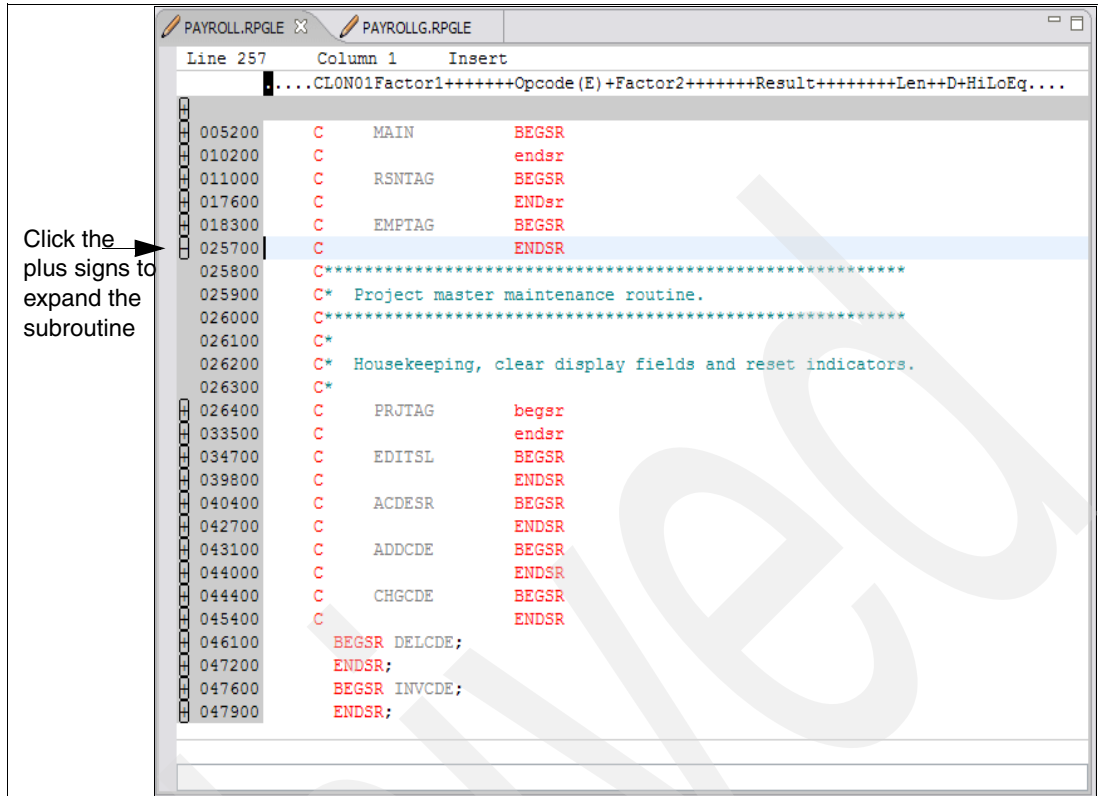 PAYROLL.RPGLE PAYROLLG.RPGLE
Line 257 Column 1 Insert
.....CL0N01Factor1+++++++Opcode(E)+Factor2+++++++Result++++++++Len++D+HiLoEq....
005200 C MAIN BEGSR
010200 C endsr
011000 C RSNTAG BEGSR
017600 C ENDsr
018300 C EMPTAG BEGSR
025700 C ENDSR
025800 C**********************************************************
025900 C* Project master maintenance routine.
026000 C**********************************************************
026100 C*
026200 C* Housekeeping, clear display fields and reset indicators.
026300 C*
026400 C PRJTAG begsr
033500 C endsr
034700 C EDITSL BEGSR
039800 C ENDSR
040400 C ACDESR BEGSR
042700 C ENDSR
043100 C ADDCDE BEGSR
044000 C ENDSR
044400 C CHGCDE BEGSR
045400 C ENDSR
046100 BEGSR DELCDE;
047200 ENDSR;
047600 BEGSR INVCDE;
047900 ENDSR;
Click the
plus signs to
expand the
subroutine